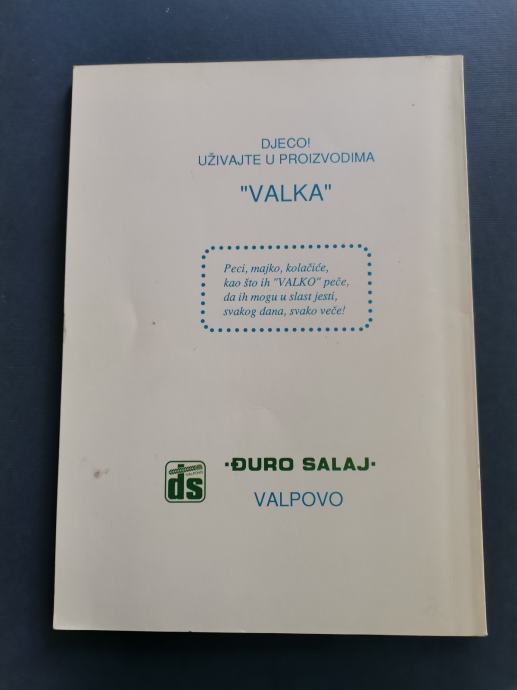 DJECO!
UŽIVAJTE U PROIZVODIMA
"VALKA"
Peci, majko, kolačiće,
kao što ih "VALKO" peče,
da ih mogu u slast jesti,
svakog dana, svako veče!
VALPOVO
ds
·ĐURO SALAJ·
VALPOVO